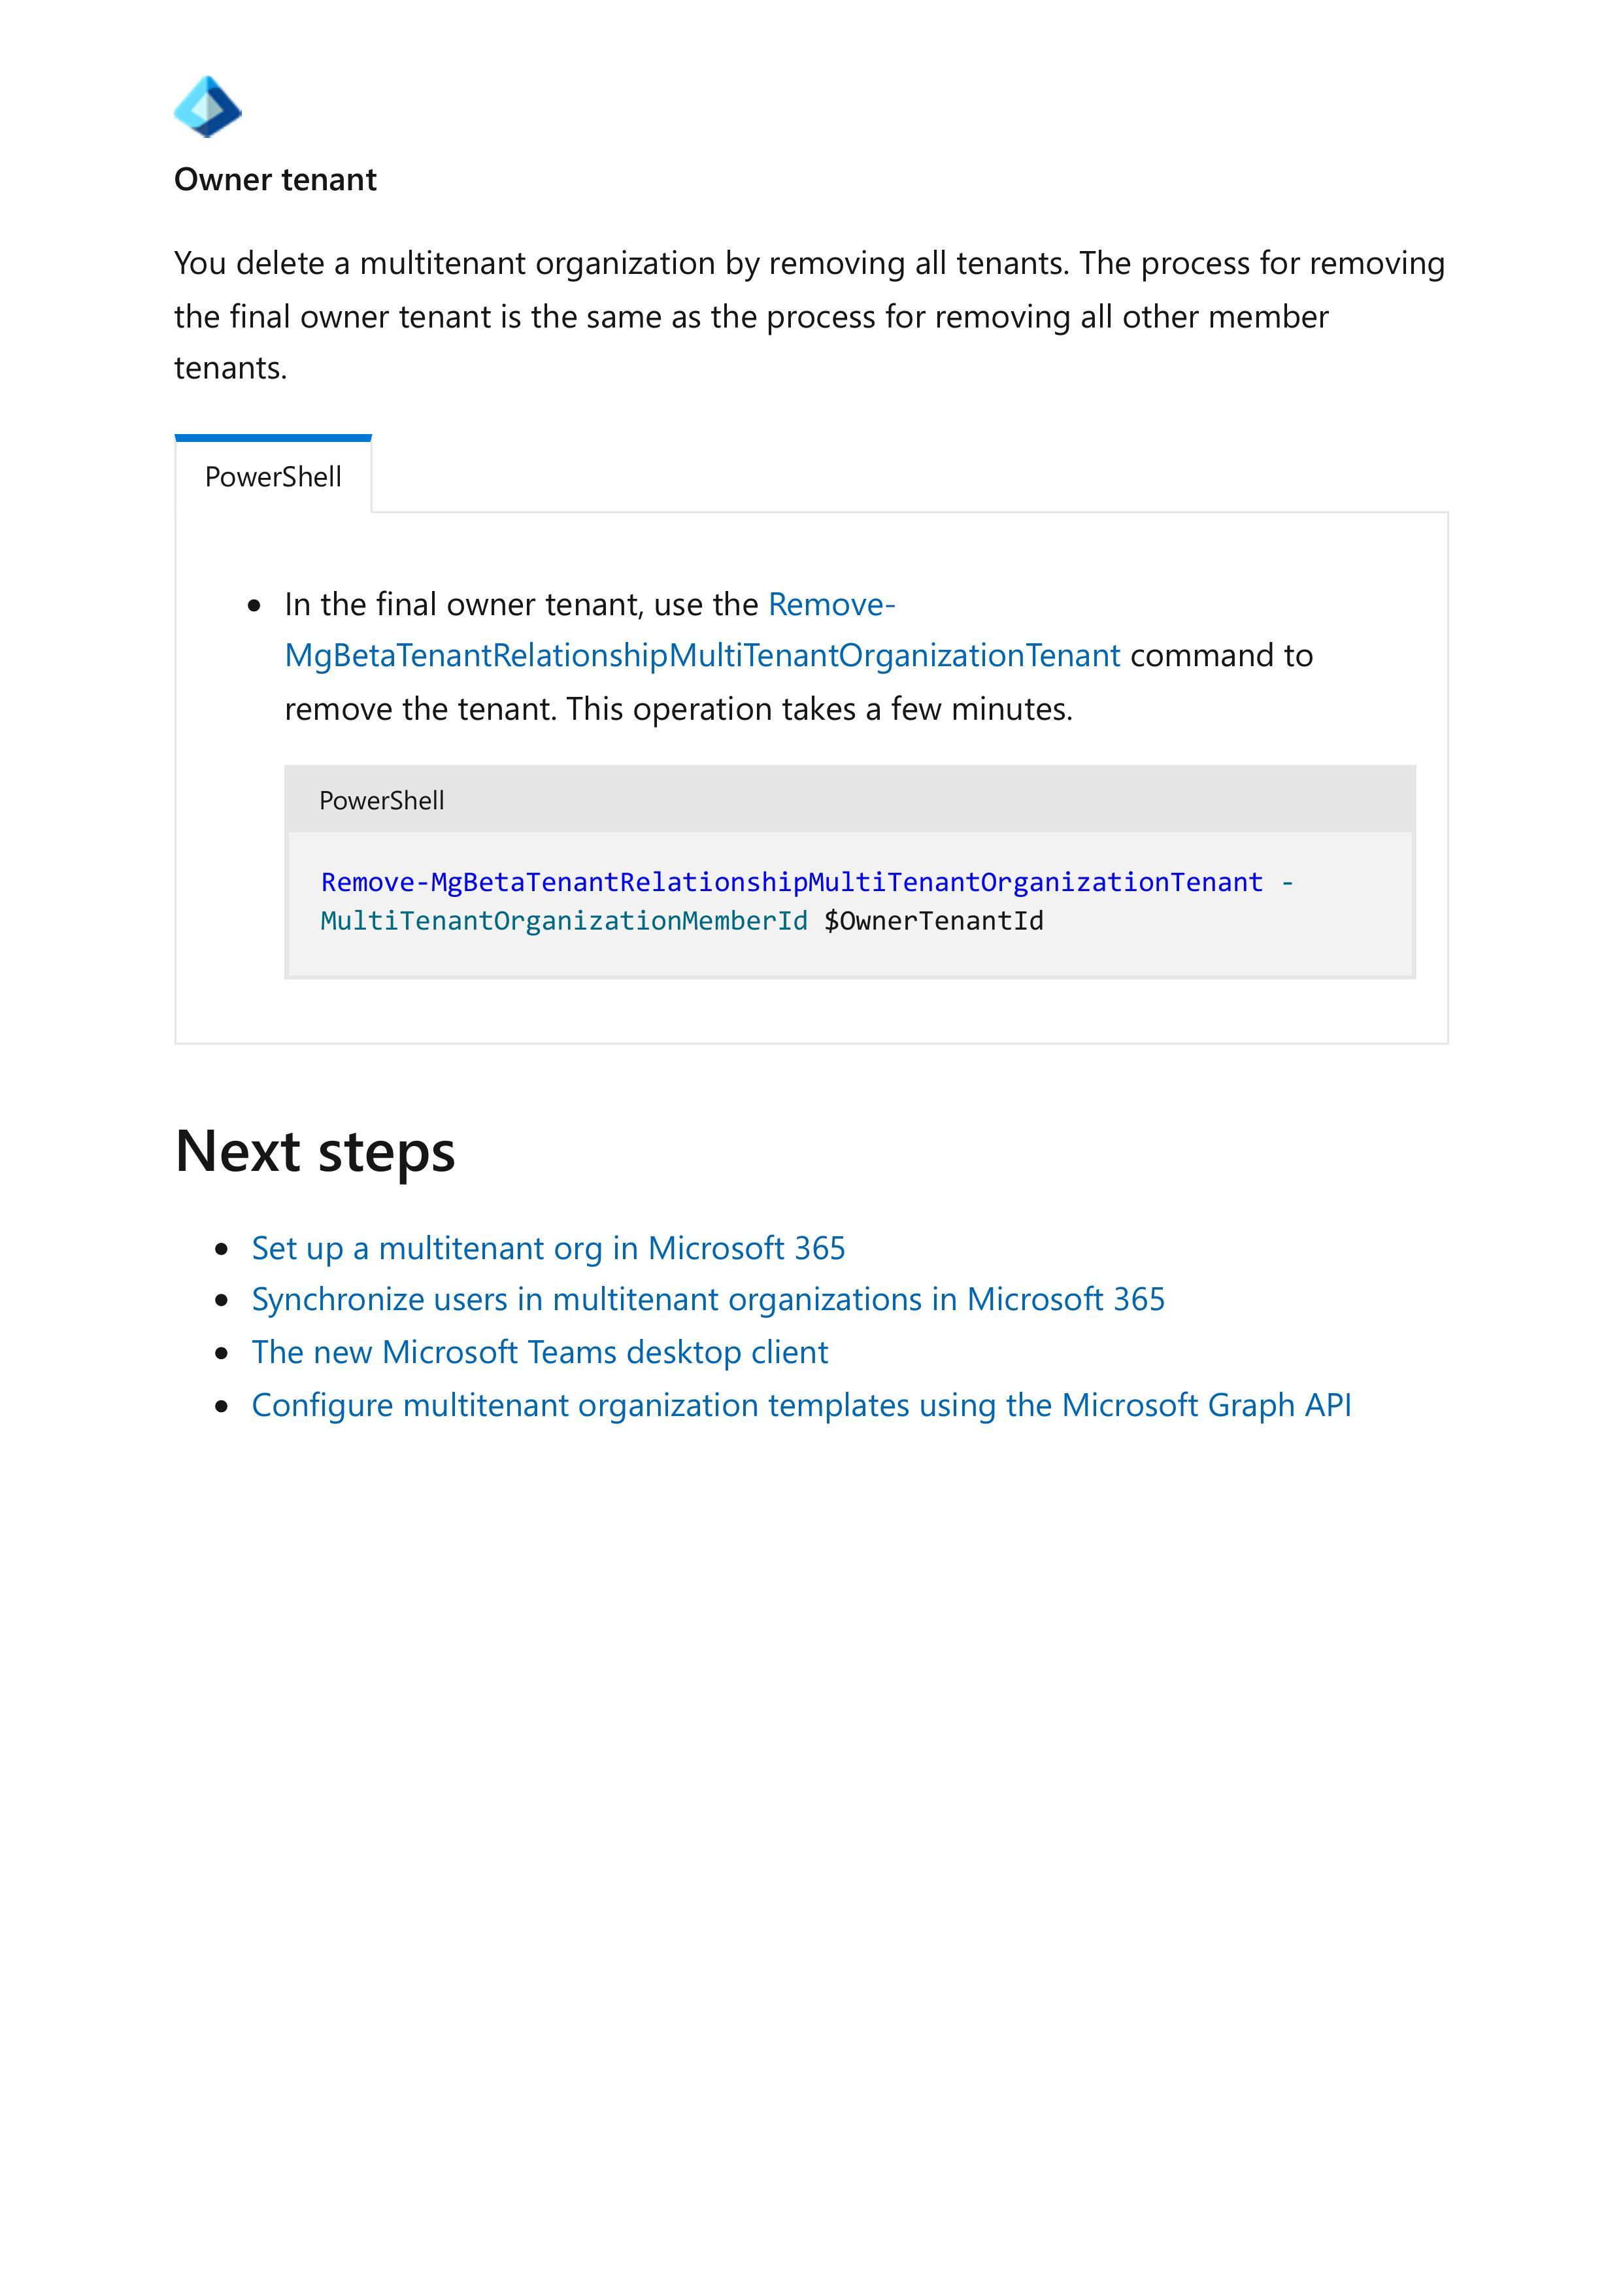 Owner tenant
You delete a multitenant organization by removing all tenants. The process for removing
the final owner tenant is the same as the process for removing all other member
tenants.
PowerShell
In the final owner tenant, use the Remove-
MgBetaTenantRelationshipMultiTenantOrganizationTenant command to
remove the tenant. This operation takes a few minutes.
PowerShell
Remove-MgBetaTenantRelationshipMultiTenantOrganizationTenant -
MultiTenantOrganizationMemberId $OwnerTenantId
Next steps
Set up a multitenant org in Microsoft 365
Synchronize users in multitenant organizations in Microsoft 365
The new Microsoft Teams desktop client
Configure multitenant organization templates using the Microsoft Graph API